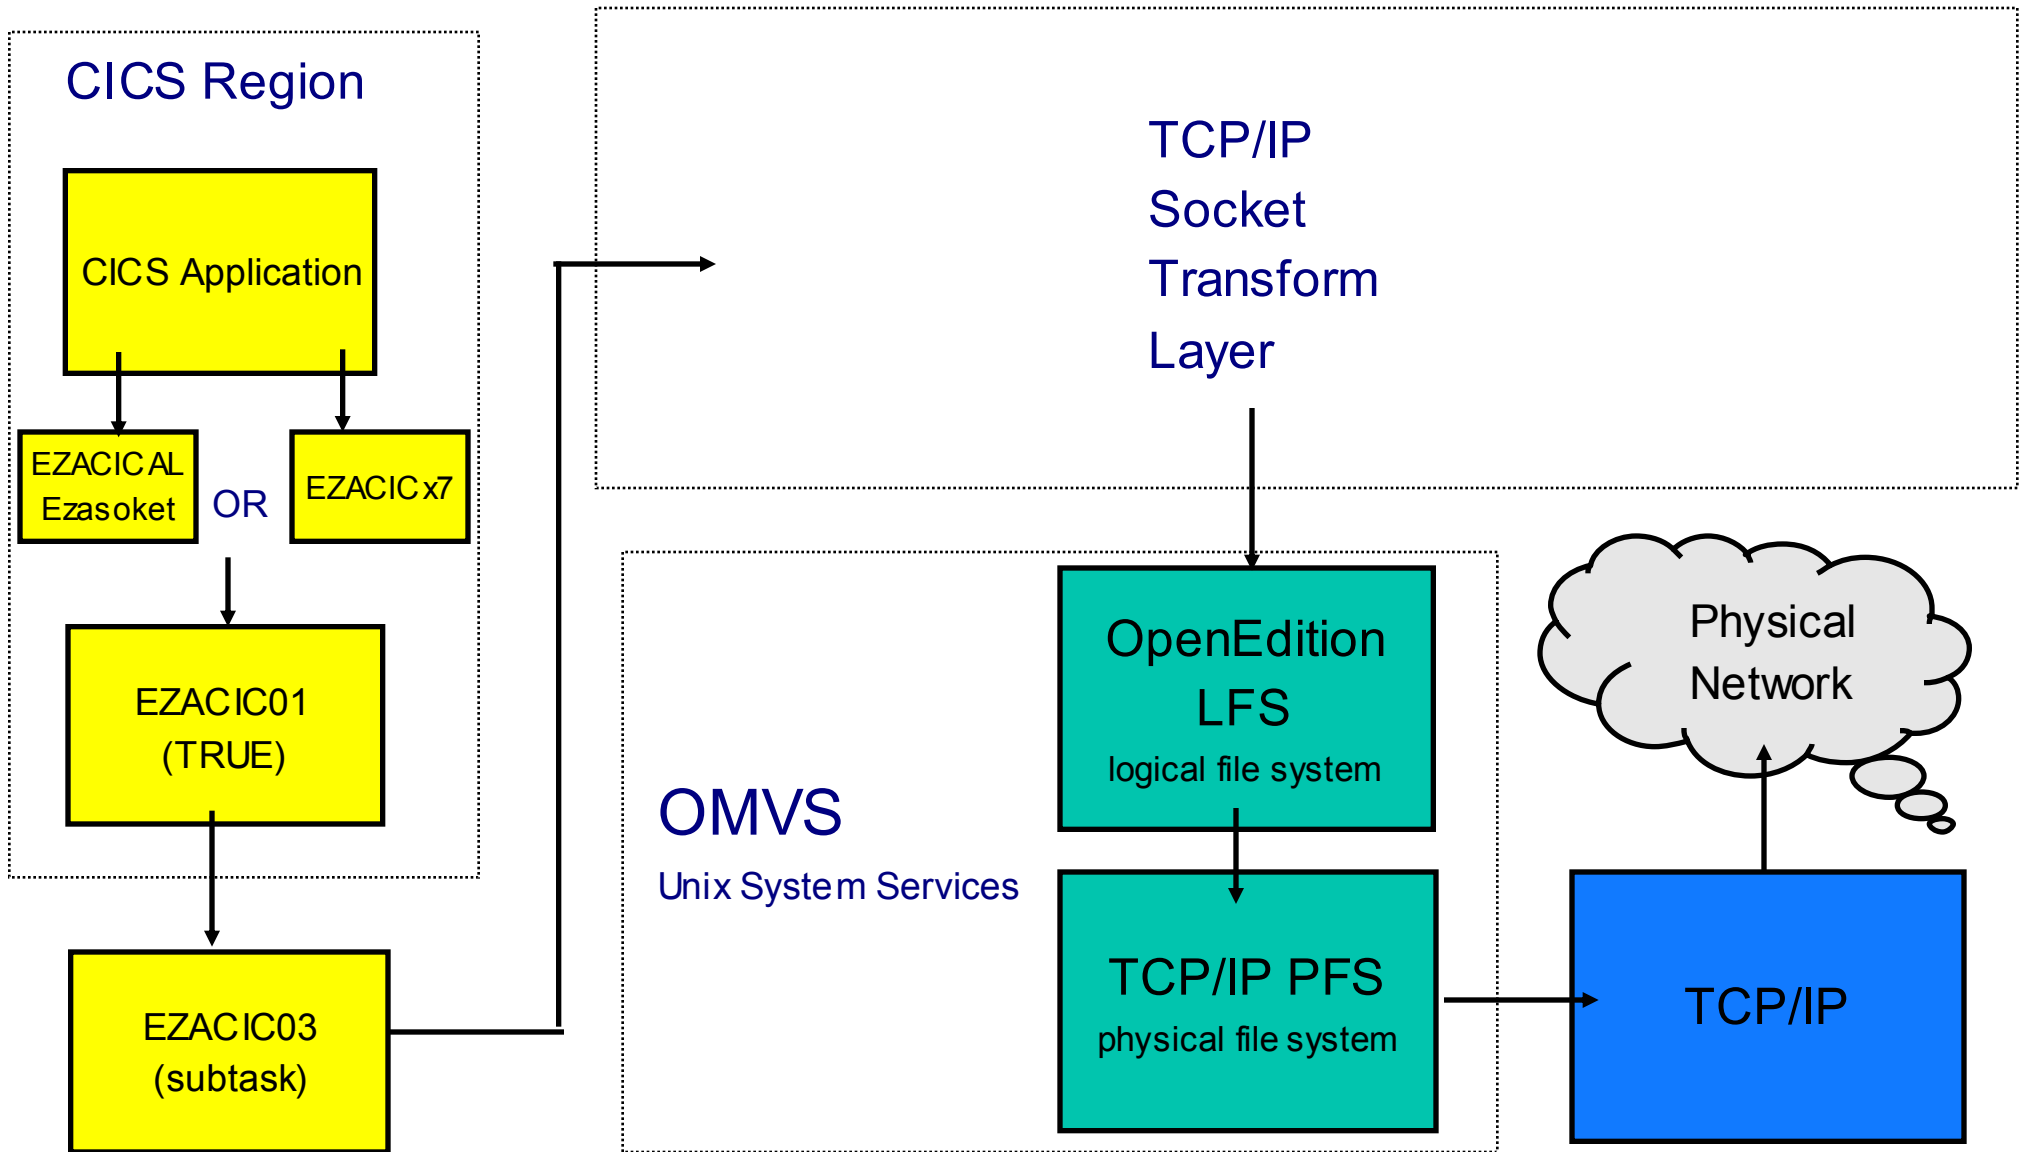 CICS Region
CICS Application
EZACICAL
Ezasoket
OR
EZACICx7
EZACIC01
(TRUE)
EZACIC03
(subtask)
TCP/IP
Socket
Transform
Layer
OMVS
Unix System Services
OpenEdition
LFS
logical file system
TCP/IP PFS
physical file system
Physical
Network
TCP/IP